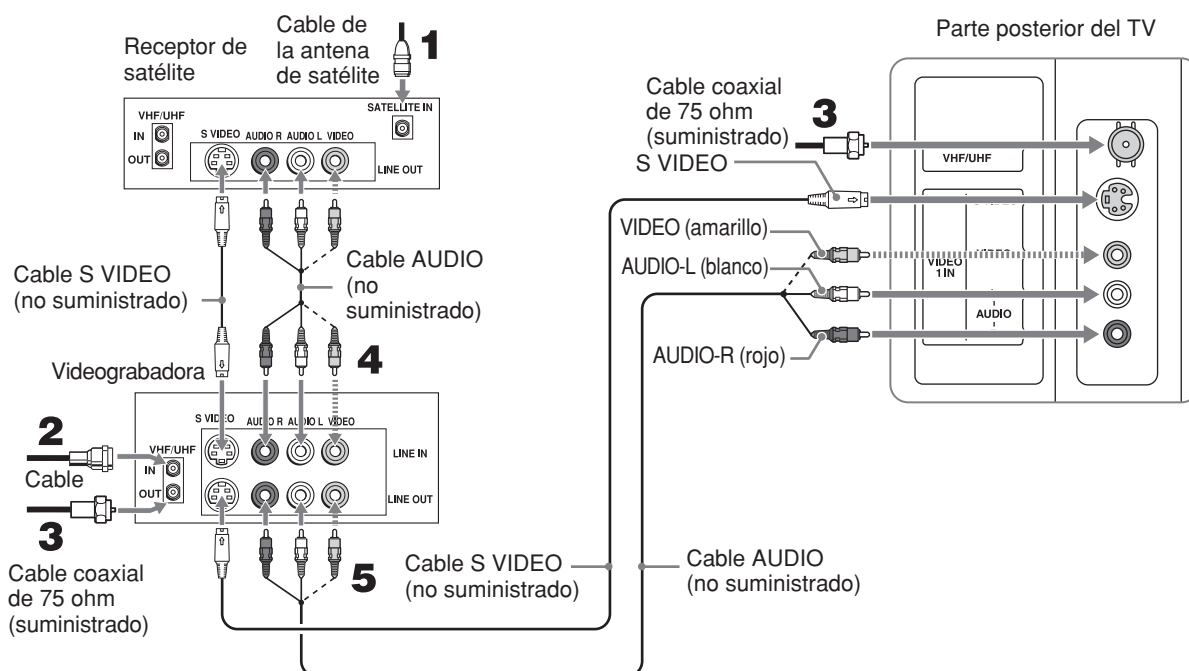 Receptor de
satélite
Cable de
la antena
de satélite
1
VHF/UHF
IN
OUT
S VIDEO
AUDIO R
AUDIO L
VIDEO
SATELLITE IN
LINE OUT
Cable S VIDEO
(no suministrado)
Cable AUDIO
(no
suministrado)
4
Videograbadora
2
Cable
3
Cable coaxial
de 75 ohm
(suministrado)
VHF/UHF
IN
OUT
S VIDEO
AUDIO R
AUDIO L
VIDEO
LINE IN
LINE OUT
5
Cable S VIDEO
(no suministrado)
Cable AUDIO
(no suministrado)
Parte posterior del TV
Cable coaxial
de 75 ohm
(suministrado)
3
S VIDEO
VIDEO (amarillo)
AUDIO-L (blanco)
AUDIO-R (rojo)
VHF/UHF
S VIDEO
VIDEO
1 IN
VIDEO
AUDIO